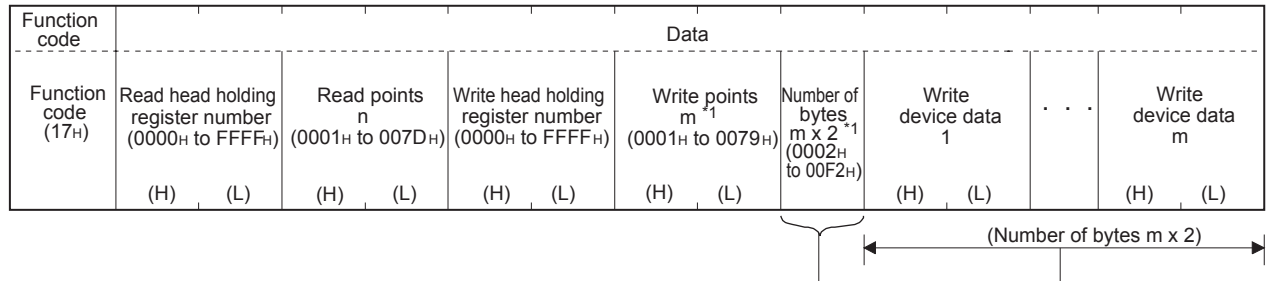 Function
code
Data
Function
code
(17H)
Read head holding
register number
(0000H to FFFFH)
(H) (L)
Read points
n
(0001H to 007DH)
(H) (L)
Write head holding
register number
(0000H to FFFFH)
(H) (L)
Write points
m *1
(0001H to 0079H)
(H) (L)
Number of
bytes
m x 2 *1
(0002H
to 00F2H)
Write
device data
1
(H) (L)
. . .
Write
device data
m
(H) (L)
(Number of bytes m x 2)